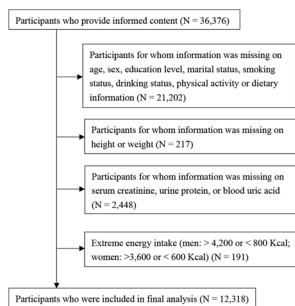 Participants who provide informed content (N = 36,376)
Participants for whom information was missing on
age, sex, education level, marital status, smoking
status, drinking status, physical activity or dietary
information (N = 21,202)
Participants for whom information was missing on
height or weight (N = 217)
Participants for whom information was missing on
serum creatinine, urine protein, or blood uric acid
(N = 2,448)
Extreme energy intake (men: > 4,200 or < 800 Kcal;
women: >3,600 or < 600 Kcal) (N = 191)
Participants who were included in final analysis (N = 12,318)